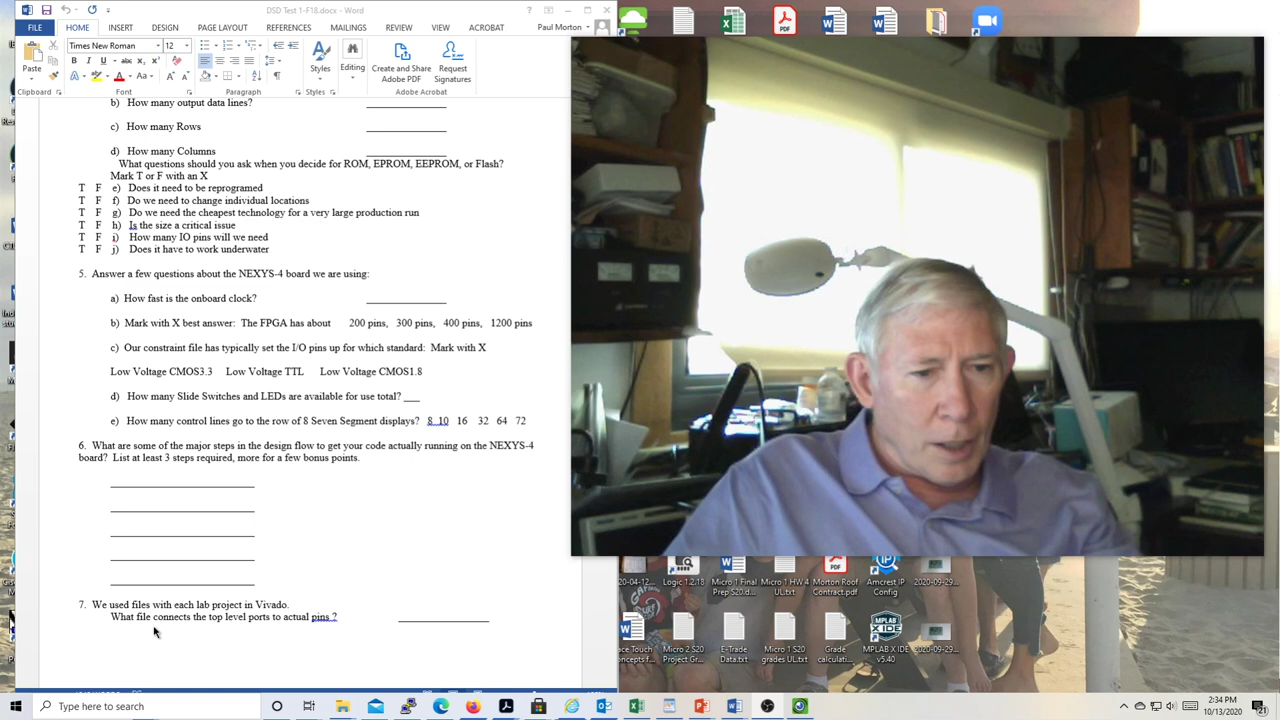 DSD Test 1-F18.docx - Word
FILE HOME INSERT DESIGN PAGE LAYOUT REFERENCES MAILINGS REVIEW VIEW ACROBAT Paul Morton
Times New Roman 12
Paste
Styles
Editing
Create and Share
Adobe PDF
Request
Signatures
Clipboard Font Paragraph Styles Adobe Acrobat
b) How many output data lines?
c) How many Rows
d) How many Columns
What questions should you ask when you decide for ROM, EPROM, EEPROM, or Flash?
Mark T or F with an X
T F e) Does it need to be reprogramed
T F f) Do we need to change individual locations
T F g) Do we need the cheapest technology for a very large production run
T F h) Is the size a critical issue
T F i) How many IO pins will we need
T F j) Does it have to work underwater
5. Answer a few questions about the NEXYS-4 board we are using:
a) How fast is the onboard clock?
b) Mark with X best answer: The FPGA has about 200 pins, 300 pins, 400 pins, 1200 pins
c) Our constraint file has typically set the I/O pins up for which standard: Mark with X
Low Voltage CMOS3.3 Low Voltage TTL Low Voltage CMOS1.8
d) How many Slide Switches and LEDs are available for use total? ___
e) How many control lines go to the row of 8 Seven Segment displays? 8 10 16 32 64 72
6. What are some of the major steps in the design flow to get your code actually running on the NEXYS-4
board? List at least 3 steps required, more for a few bonus points.
7. We used files with each lab project in Vivado.
What file connects the top level ports to actual pins ?
Logic 1.2.18
Micro 1 Final
Prep S20.d...
Micro 1 HW 4
UL.txt
Morton Roof
Contract.pdf
Amcrest IP
Config
2020-09-29...
Micro 2 S20
Project Gr...
E-Trade
Data.txt
Micro 1 S20
grades UL.txt
Grade
calculati...
MPLAB X IDE
v5.40
2020-09-29...
Type here to search
2:34 PM
10/13/2020
21